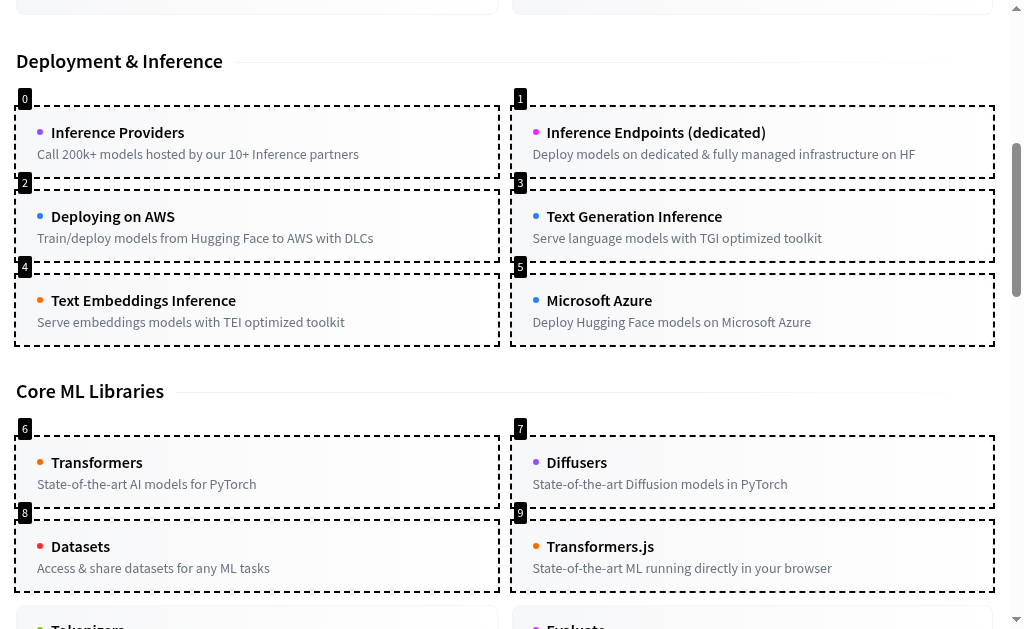 Deployment & Inference
0
1
Inference Providers
Call 200k+ models hosted by our 10+ Inference partners
Inference Endpoints (dedicated)
Deploy models on dedicated & fully managed infrastructure on HF
2
3
Deploying on AWS
Train/deploy models from Hugging Face to AWS with DLCs
Text Generation Inference
Serve language models with TGI optimized toolkit
4
5
Text Embeddings Inference
Serve embeddings models with TEI optimized toolkit
Microsoft Azure
Deploy Hugging Face models on Microsoft Azure
Core ML Libraries
6
7
Transformers
State-of-the-art AI models for PyTorch
Diffusers
State-of-the-art Diffusion models in PyTorch
8
9
Datasets
Access & share datasets for any ML tasks
Transformers.js
State-of-the-art ML running directly in your browser
Tokenizers
Evaluate